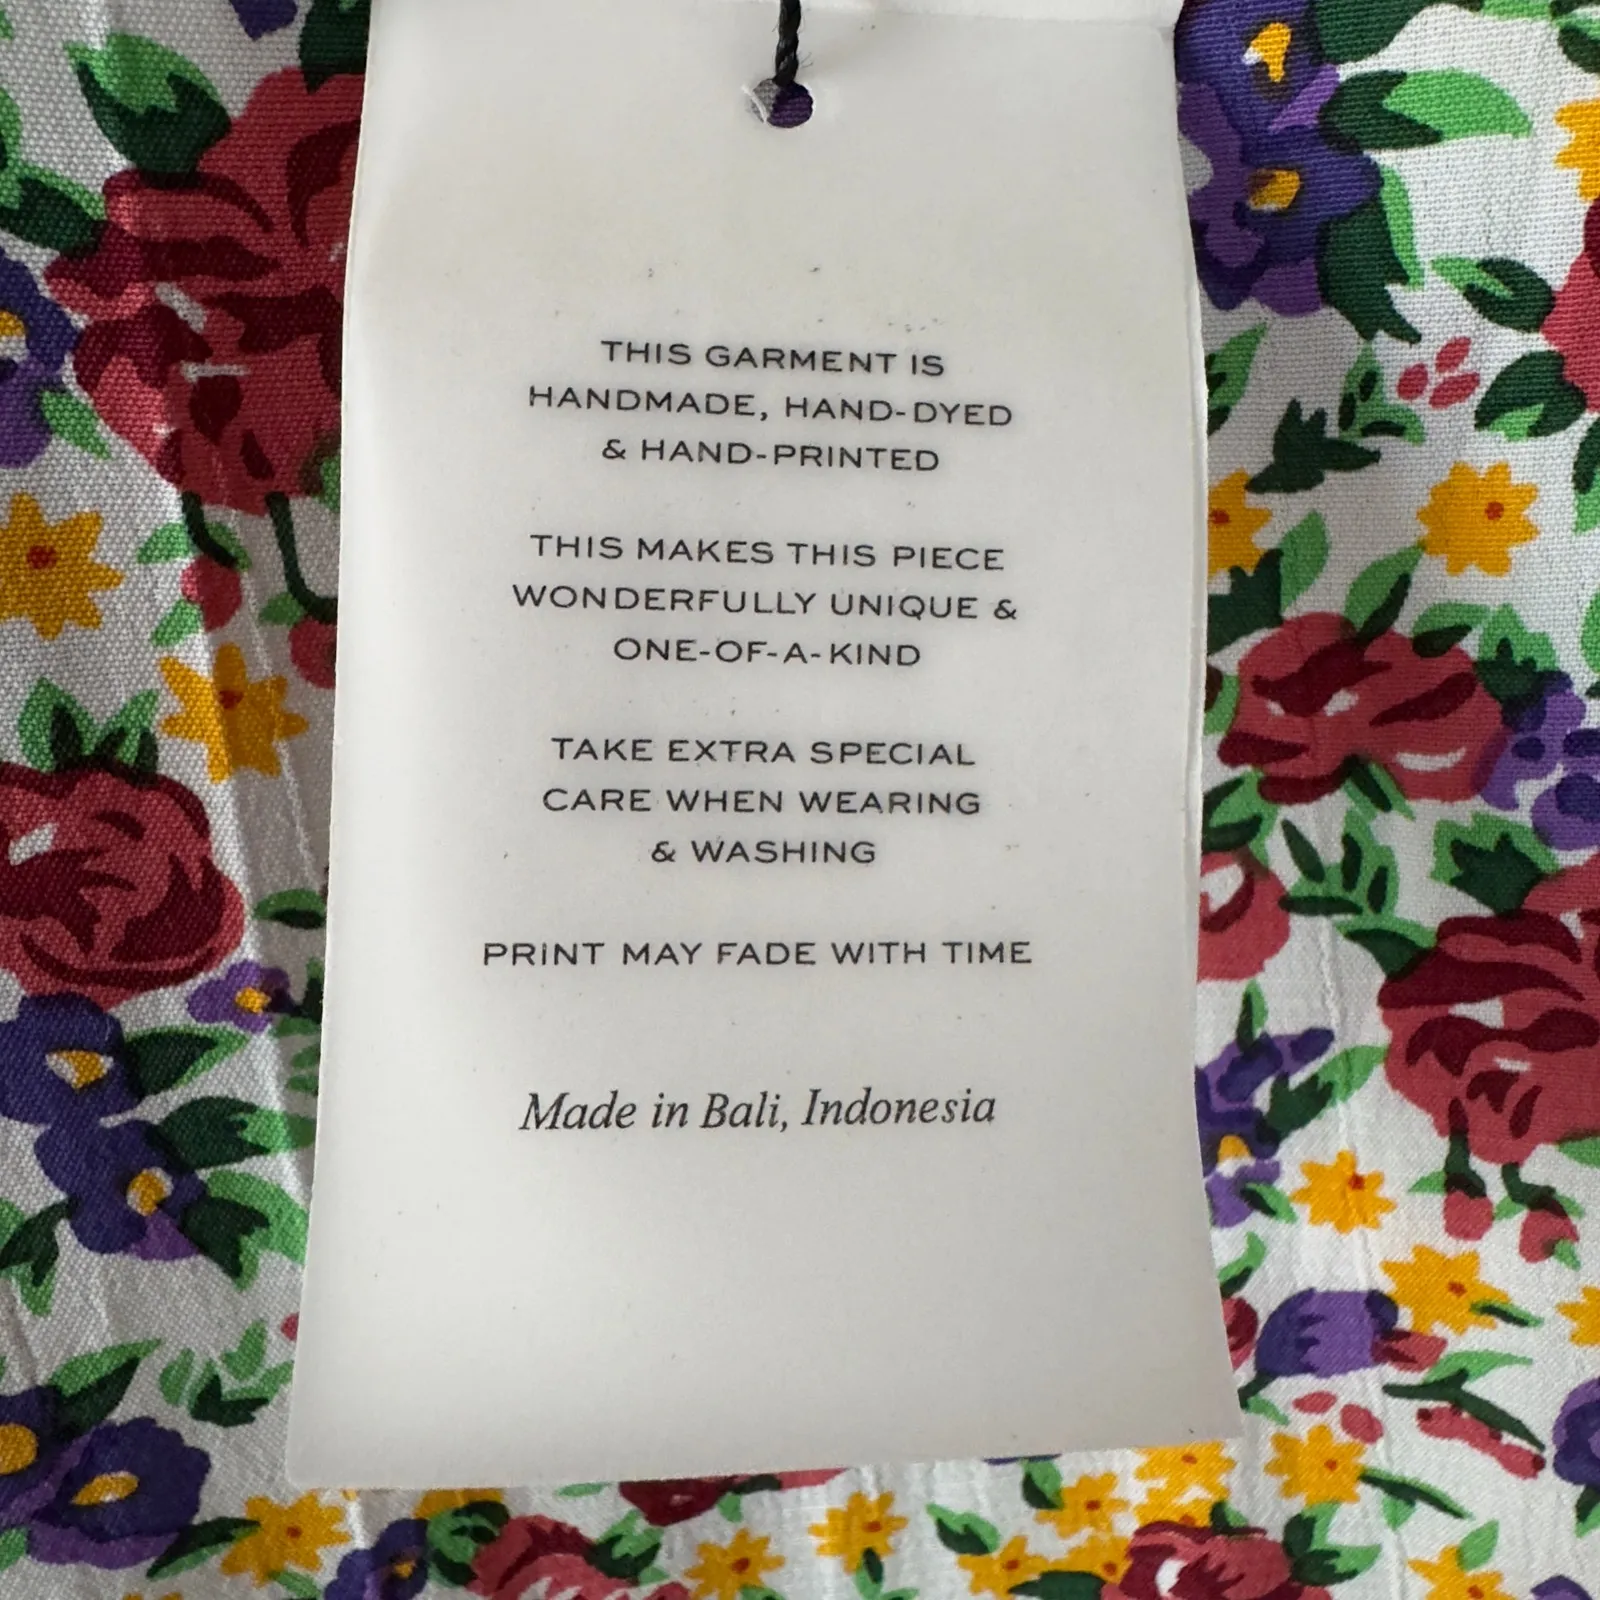 THIS GARMENT IS
HANDMADE, HAND-DYED
& HAND-PRINTED
THIS MAKES THIS PIECE
WONDERFULLY UNIQUE &
ONE-OF-A-KIND
TAKE EXTRA SPECIAL
CARE WHEN WEARING
& WASHING
PRINT MAY FADE WITH TIME
Made in Bali, Indonesia